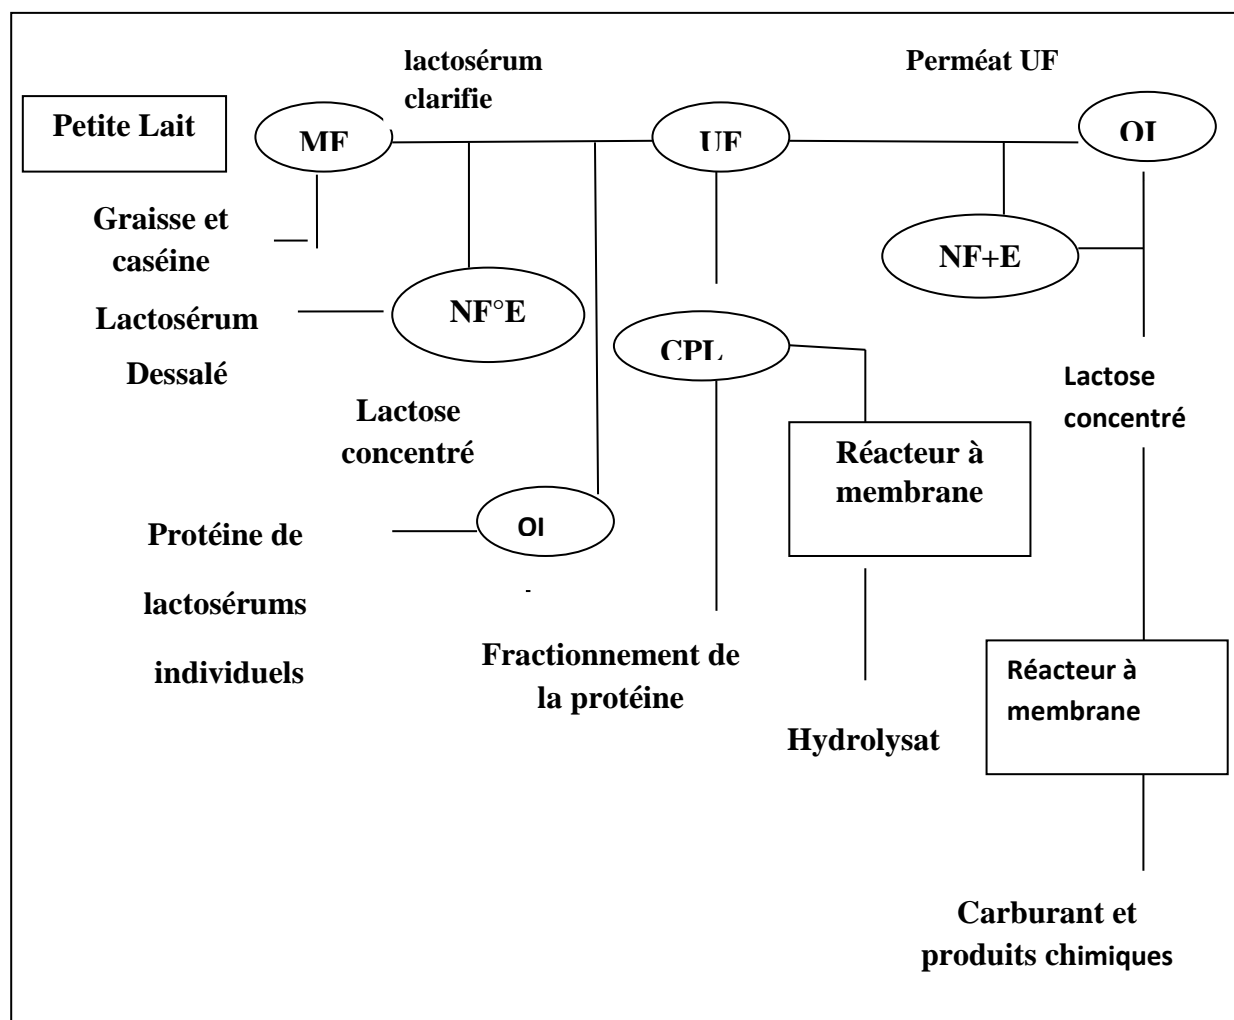 lactosérum
clarifie
Perméat UF
Petite Lait
MF
UF
OI
Graisse et
caséine
NF+E
Lactosérum
Dessalé
NF°E
CPL
Lactose
concentré
Lactose
concentré
Réacteur à
membrane
OI
Protéine de
lactosérums
individuels
Fractionnement de
la protéine
Hydrolysat
Réacteur à
membrane
Carburant et
produits chimiques